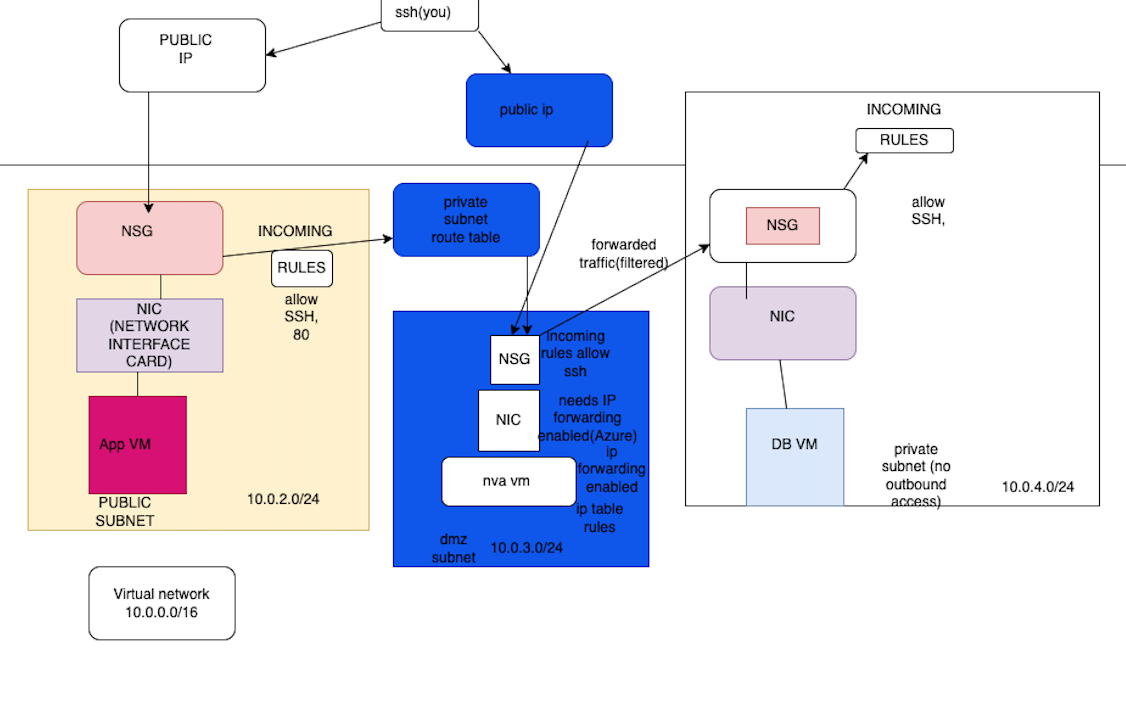 ssh(you)
PUBLIC
IP
public ip
INCOMING
RULES
allow
SSH,
NSG
NIC
DB VM
private
subnet (no
outbound
access)
10.0.4.0/24
NSG
INCOMING
RULES
allow
SSH,
80
NIC
(NETWORK
INTERFACE
CARD)
App VM
PUBLIC
SUBNET
10.0.2.0/24
private
subnet
route table
forwarded
traffic(filtered)
NSG
incoming
rules allow
ssh
NIC
needs IP
forwarding
enabled(Azure)
ip
forwarding
enabled
nva vm
ip table
rules
dmz
subnet
10.0.3.0/24
Virtual network
10.0.0.0/16